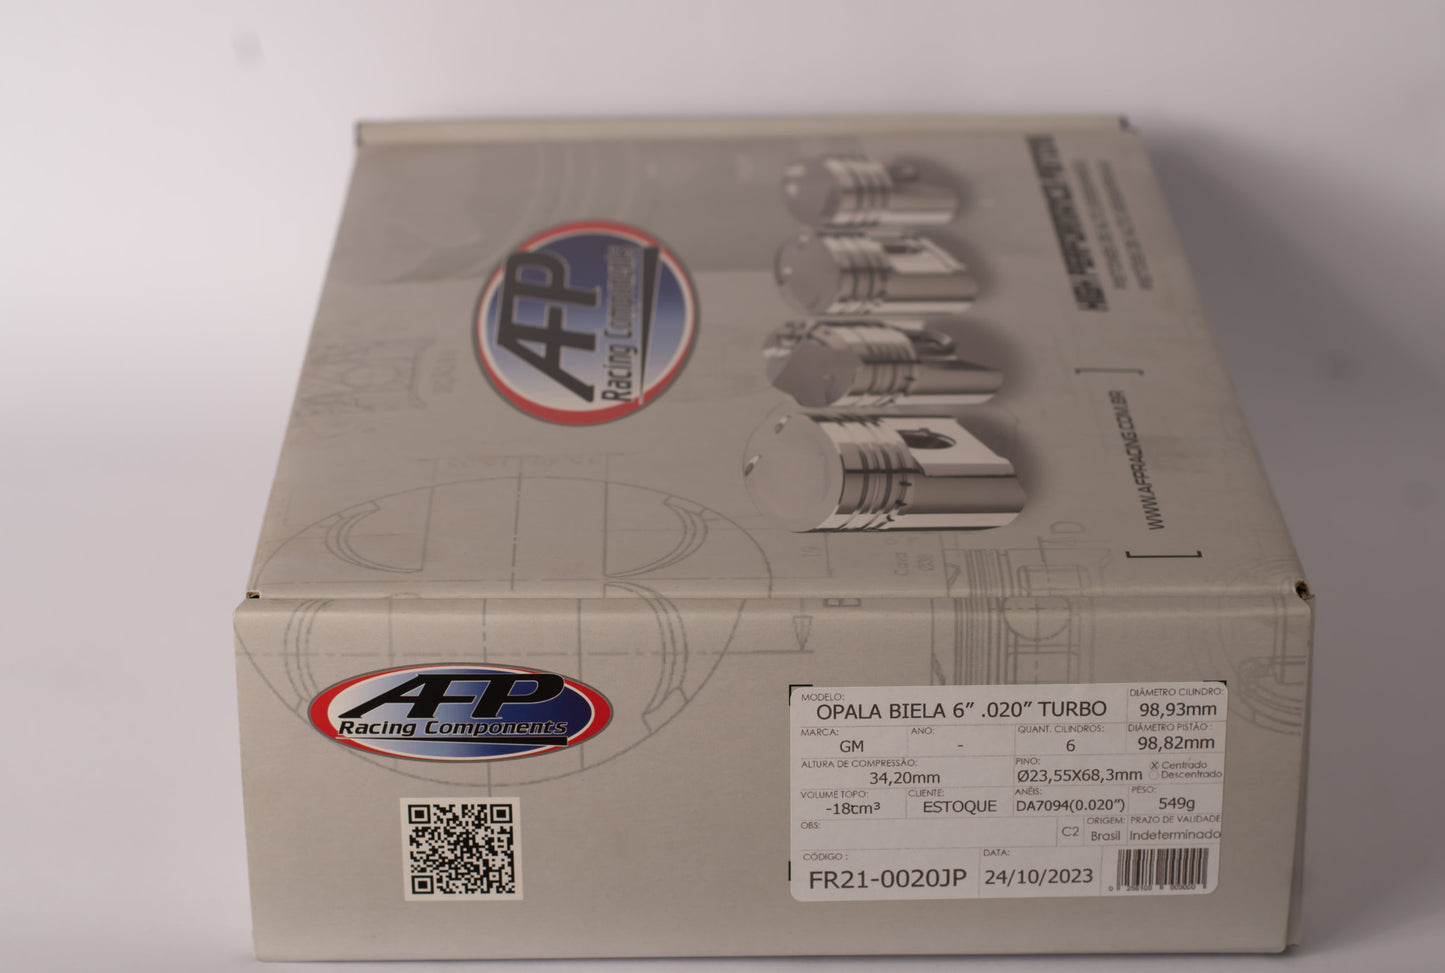 AFP
Racing Components
HIGH PERFORMANCE PISTONS
WWW.AFPRACING.COM.BR
AFP
Racing Components
MODELO:
OPALA BIELA 6” .020” TURBO
DIÂMETRO CILINDRO:
98,93mm
MARCA:
GM
ANO:
-
QUANT. CILINDROS:
6
DIÂMETRO PISTÃO :
98,82mm
ALTURA DE COMPRESSÃO:
34,20mm
PINO:
Ø23,55X68,3mm
X Centrado
Descentrado
VOLUME TOPO:
-18cm³
CLIENTE:
ESTOQUE
ANÉIS:
DA7094(0.020”)
PESO:
549g
OBS:
C2
ORIGEM:
Brasil
PRAZO DE VALIDADE
Indeterminado
CÓDIGO :
FR21-0020JP
DATA:
24/10/2023